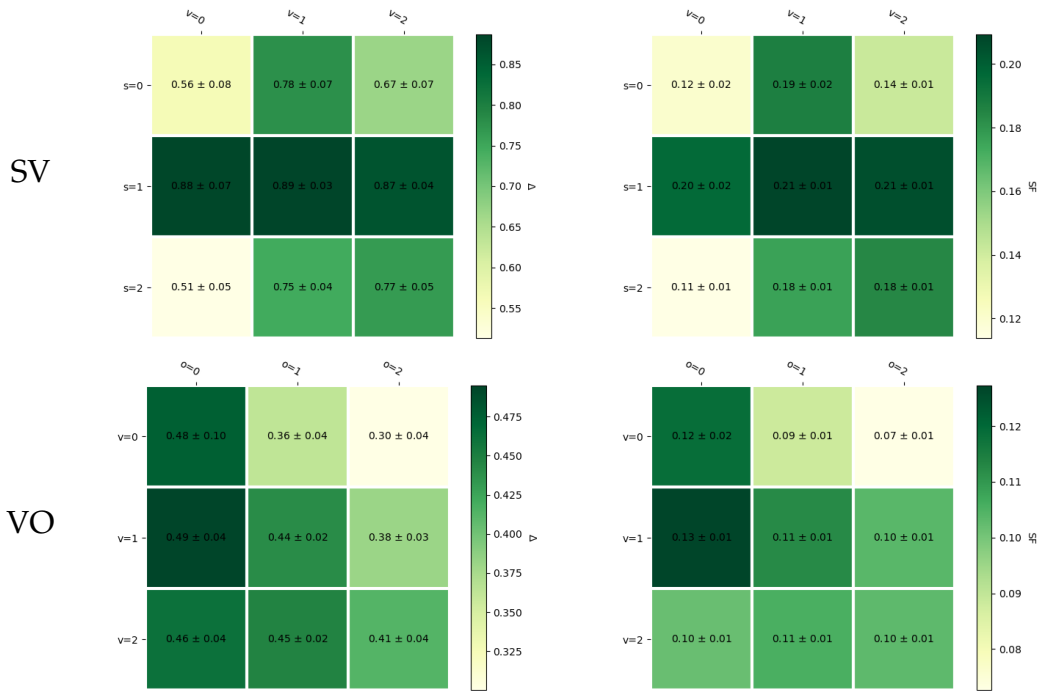 SV
v=0 v=1 v=2
s=0 0.56 ± 0.08 0.78 ± 0.07 0.67 ± 0.07
s=1 0.88 ± 0.07 0.89 ± 0.03 0.87 ± 0.04
s=2 0.51 ± 0.05 0.75 ± 0.04 0.77 ± 0.05
0.85
0.80
0.75
0.70
0.65
0.60
0.55
Δ
v=0 v=1 v=2
s=0 0.12 ± 0.02 0.19 ± 0.02 0.14 ± 0.01
s=1 0.20 ± 0.02 0.21 ± 0.01 0.21 ± 0.01
s=2 0.11 ± 0.01 0.18 ± 0.01 0.18 ± 0.01
0.20
0.18
0.16
0.14
0.12
SF
VO
o=0 o=1 o=2
v=0 0.48 ± 0.10 0.36 ± 0.04 0.30 ± 0.04
v=1 0.49 ± 0.04 0.44 ± 0.02 0.38 ± 0.03
v=2 0.46 ± 0.04 0.45 ± 0.02 0.41 ± 0.04
0.475
0.450
0.425
0.400
0.375
0.350
0.325
Δ
o=0 o=1 o=2
v=0 0.12 ± 0.02 0.09 ± 0.01 0.07 ± 0.01
v=1 0.13 ± 0.01 0.11 ± 0.01 0.10 ± 0.01
v=2 0.10 ± 0.01 0.11 ± 0.01 0.10 ± 0.01
0.12
0.11
0.10
0.09
0.08
SF